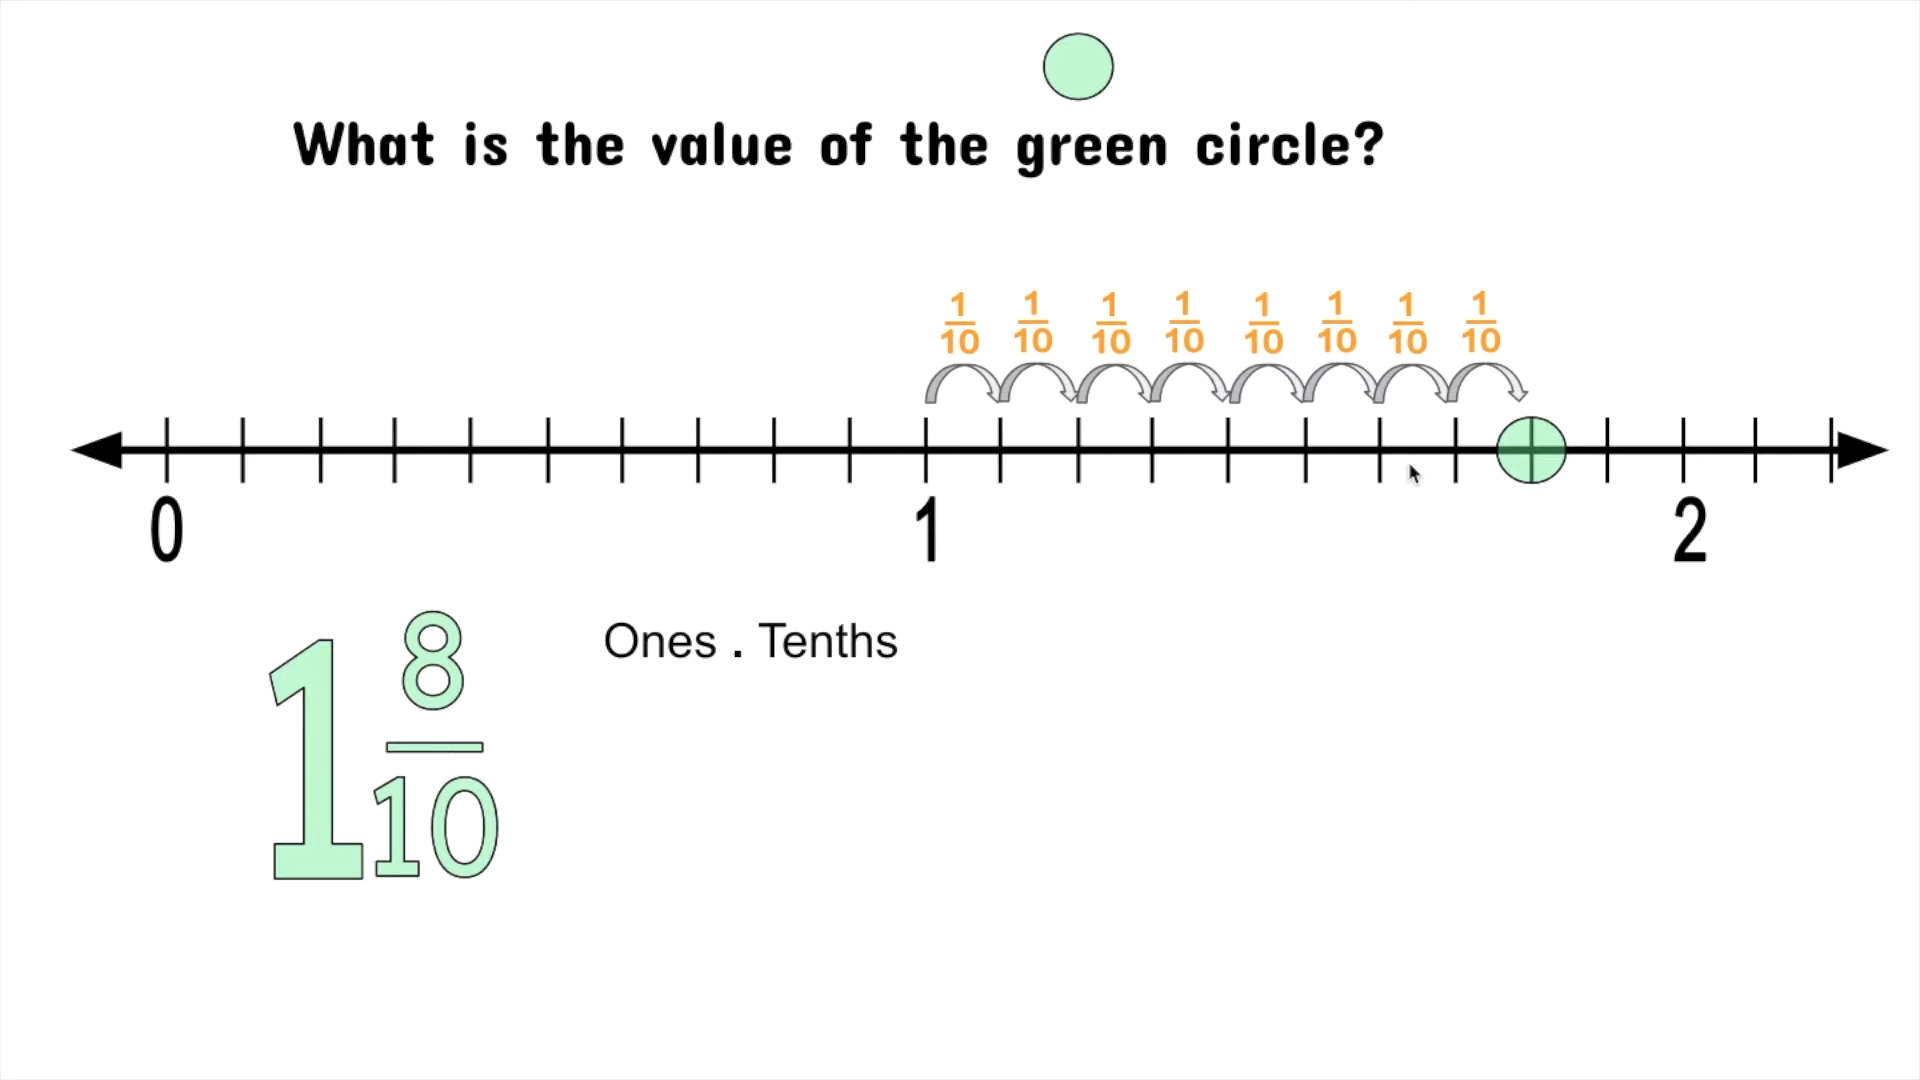 What is the value of the green circle?
1/10 1/10 1/10 1/10 1/10 1/10 1/10 1/10
0 1 2
1 8/10
Ones . Tenths